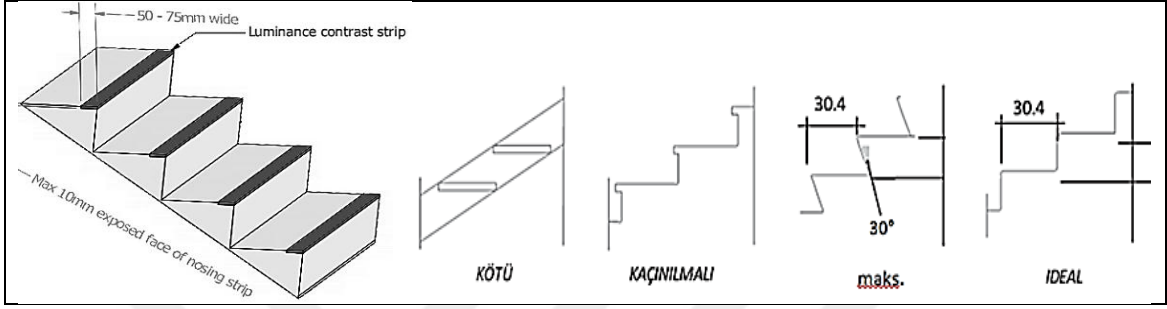 50 - 75mm wide
Luminance contrast strip
Max 10mm exposed face of nosing strip
KÖTÜ
KAÇINILMALI
30.4
30°
maks.
30.4
IDEAL